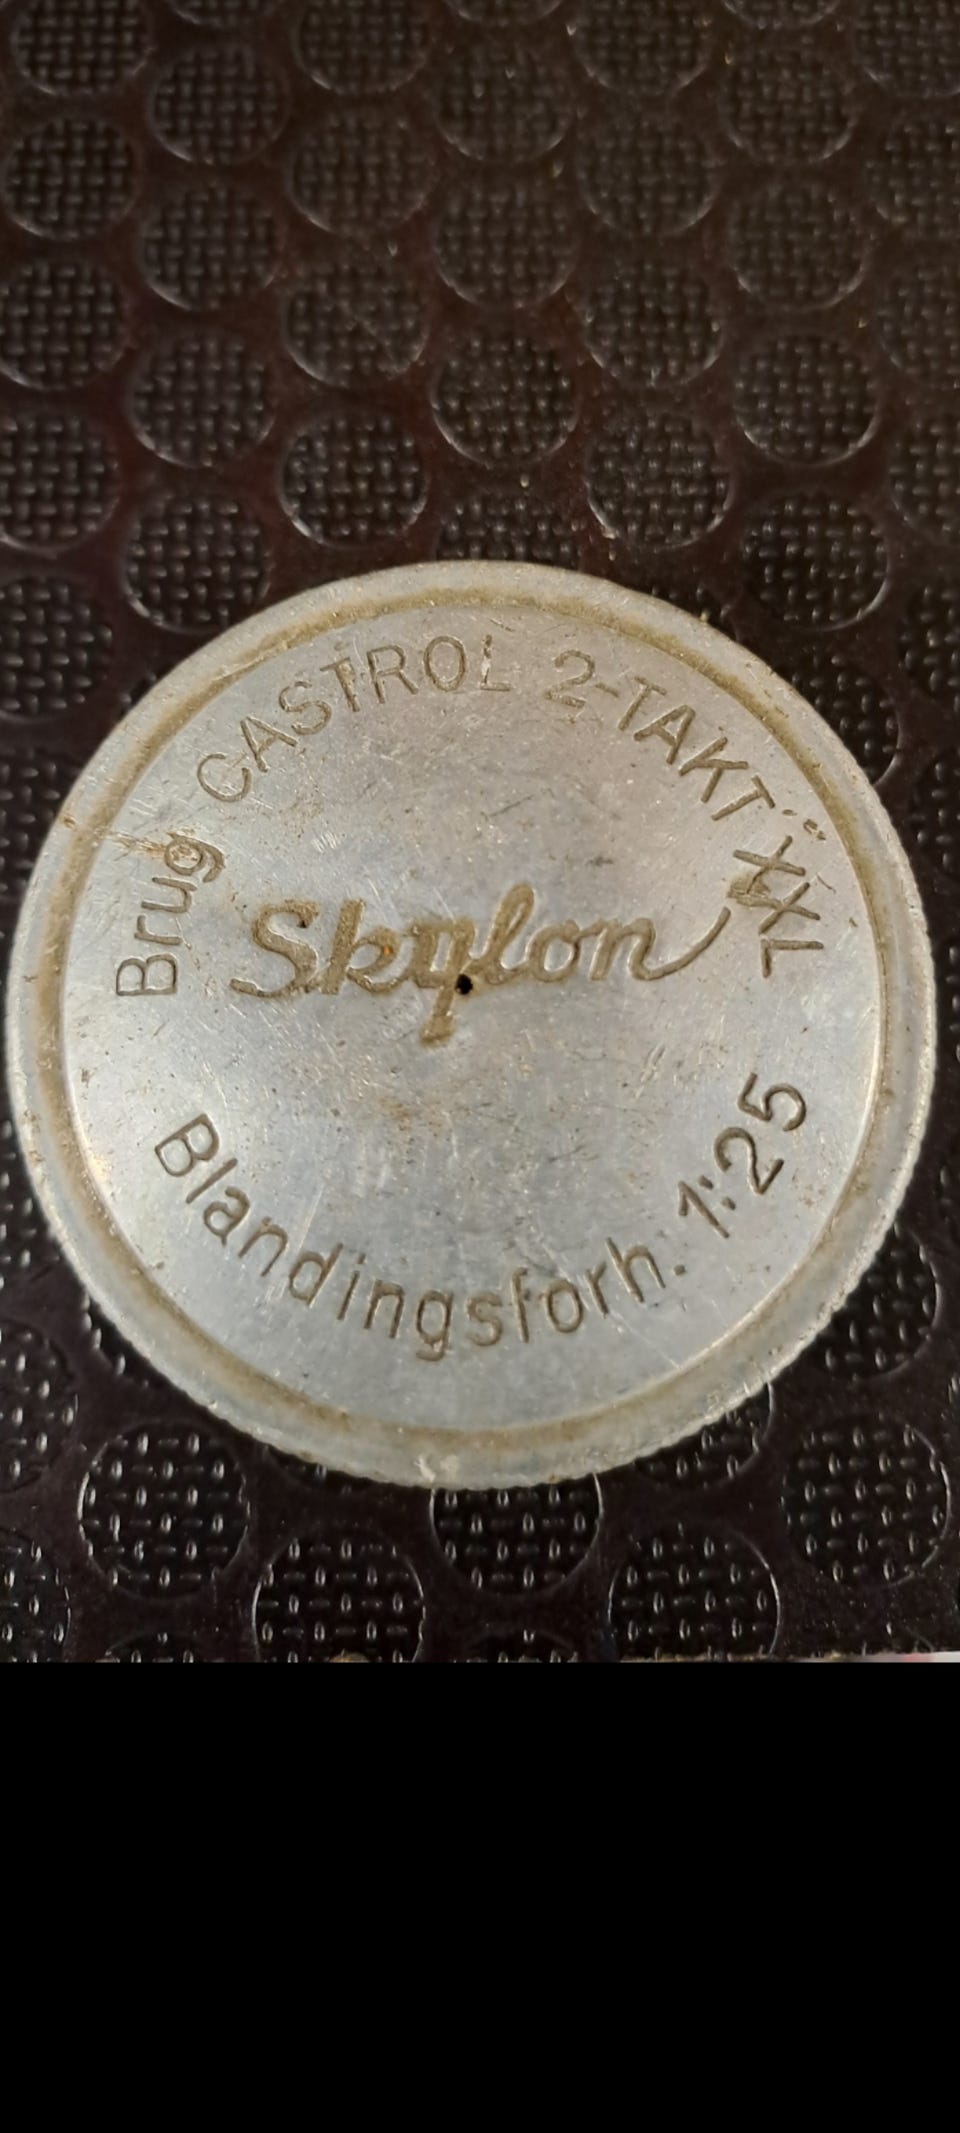 Brug CASTROL 2-TAKT XXL
Skylon
Blandingsforh. 1:25